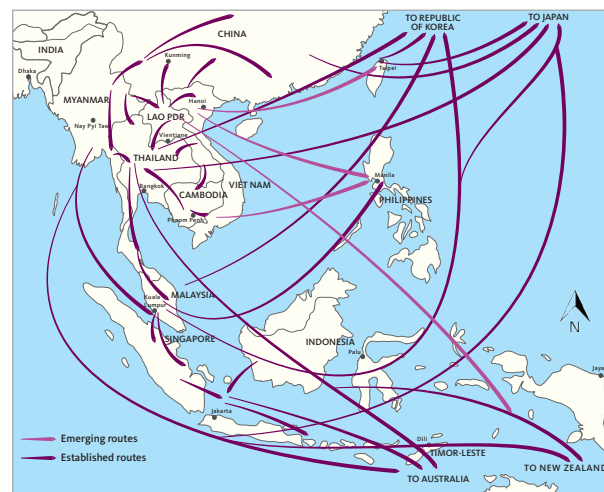 TO REPUBLIC
OF KOREA
TO JAPAN
CHINA
INDIA
Kunming
Dhaka
Taipei
MYANMAR
Hanoi
LAO PDR
Nay Pyi Taw
Vientiane
THAILAND
Manila
Bangkok
CAMBODIA
VIET NAM
PHILIPPINES
Phnom Penh
MALAYSIA
Kuala
Lumpur
N
SINGAPORE
INDONESIA
Palu
Jaya
Jakarta
Emerging routes
Dili
TIMOR-LESTE
Established routes
TO NEW ZEALAND
TO AUSTRALIA